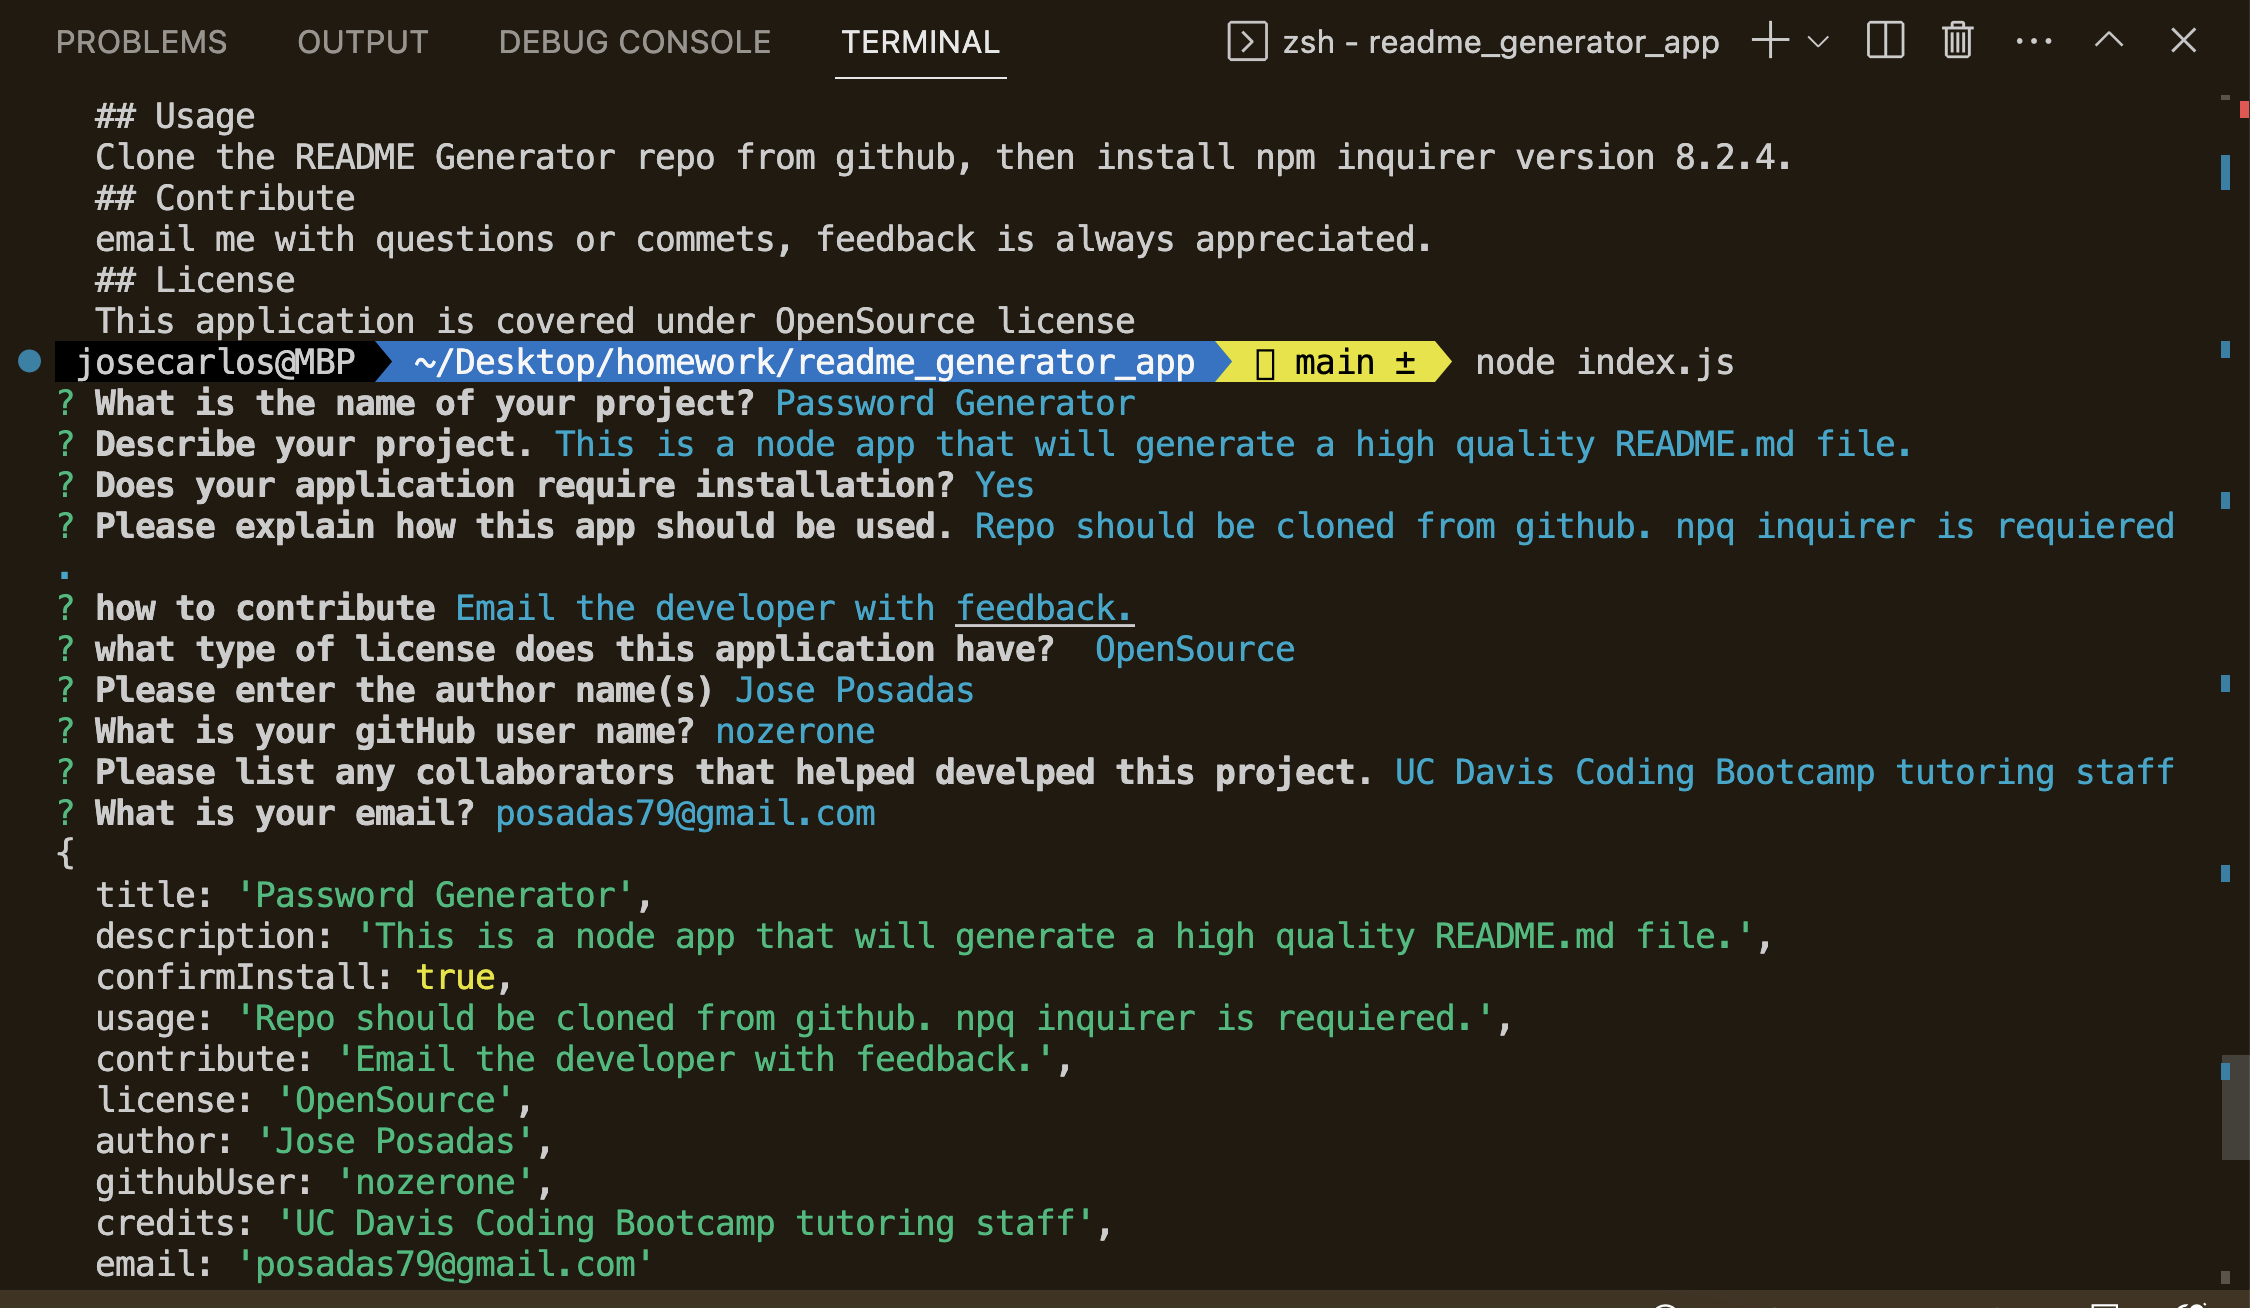 PROBLEMS OUTPUT DEBUG CONSOLE TERMINAL zsh - readme_generator_app
## Usage
Clone the README Generator repo from github, then install npm inquirer version 8.2.4.
## Contribute
email me with questions or commets, feedback is always appreciated.
## License
This application is covered under OpenSource license
josecarlos@MBP ~/Desktop/homework/readme_generator_app main ± node index.js
? What is the name of your project? Password Generator
? Describe your project. This is a node app that will generate a high quality README.md file.
? Does your application require installation? Yes
? Please explain how this app should be used. Repo should be cloned from github. npq inquirer is requiered
.
? how to contribute Email the developer with feedback.
? what type of license does this application have?  OpenSource
? Please enter the author name(s) Jose Posadas
? What is your gitHub user name? nozerone
? Please list any collaborators that helped develped this project. UC Davis Coding Bootcamp tutoring staff
? What is your email? posadas79@gmail.com
{
  title: 'Password Generator',
  description: 'This is a node app that will generate a high quality README.md file.',
  confirmInstall: true,
  usage: 'Repo should be cloned from github. npq inquirer is requiered.',
  contribute: 'Email the developer with feedback.',
  license: 'OpenSource',
  author: 'Jose Posadas',
  githubUser: 'nozerone',
  credits: 'UC Davis Coding Bootcamp tutoring staff',
  email: 'posadas79@gmail.com'